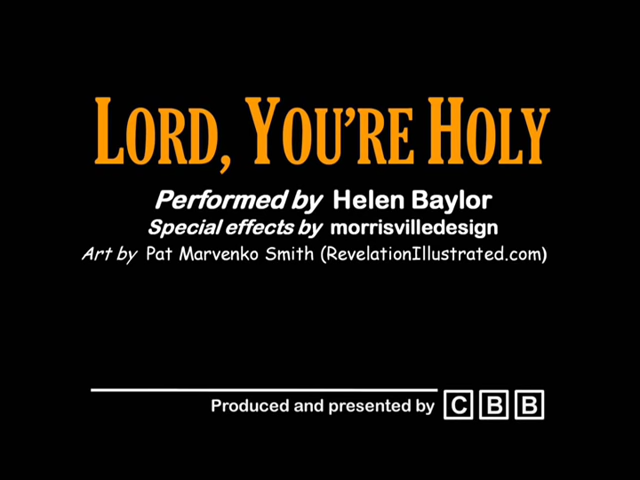 LORD, YOU'RE HOLY
Performed by Helen Baylor
Special effects by morrisvilledesign
Art by Pat Marvenko Smith (RevelationIllustrated.com)
Produced and presented by CBB